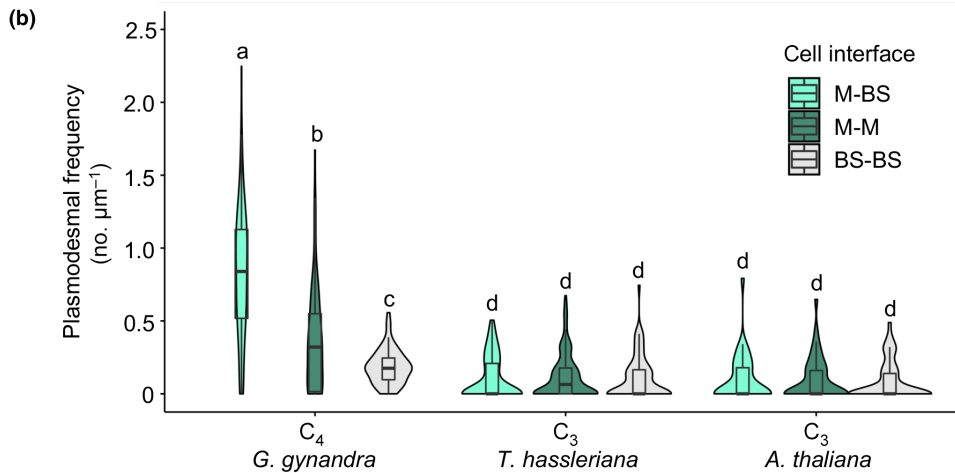 (b)
Plasmodesmal frequency
(no. µm⁻¹)
2.5
2.0
1.5
1.0
0.5
0
a
b
c
d
d
d
d
d
d
Cell interface
M-BS
M-M
BS-BS
C₄
G. gynandra
C₃
T. hassleriana
C₃
A. thaliana